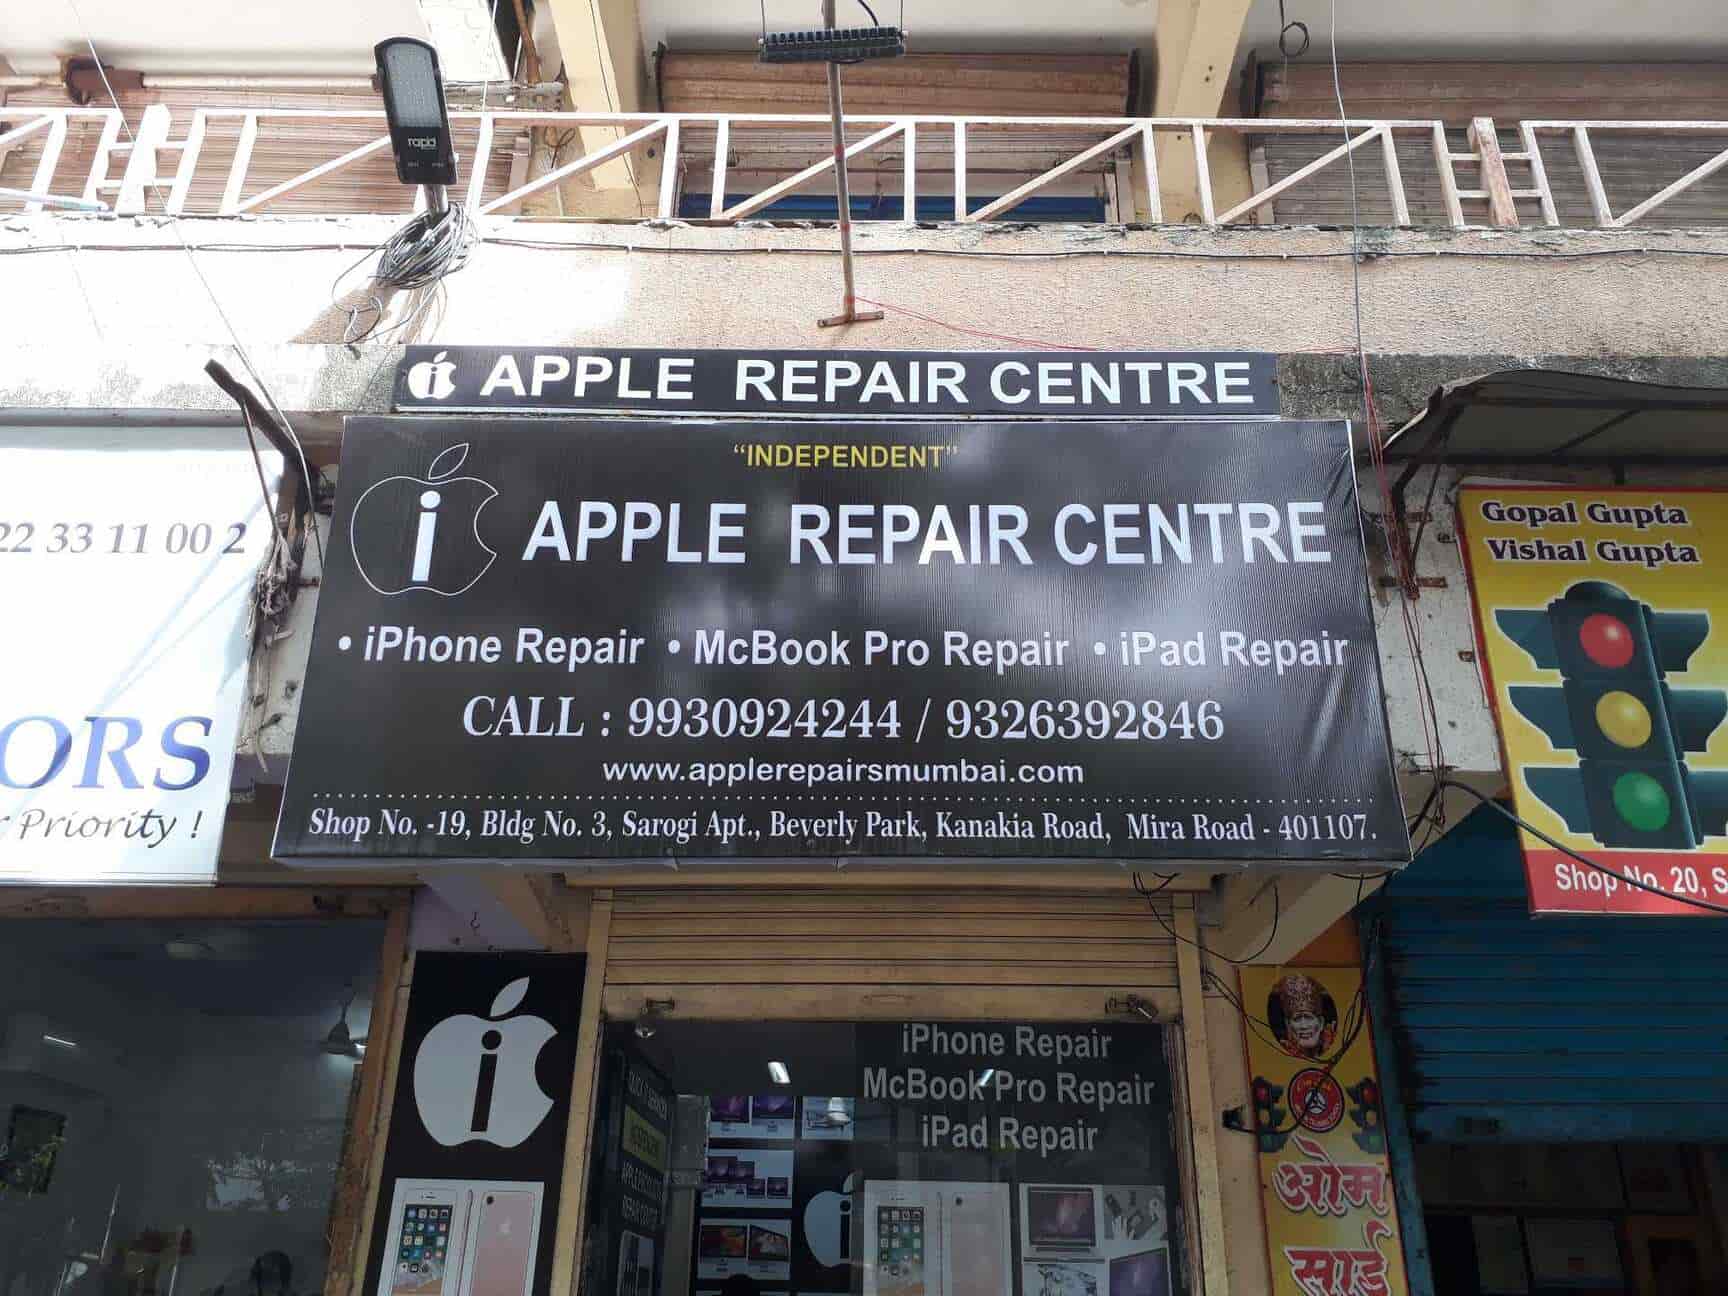 rapid
APPLE REPAIR CENTRE
"INDEPENDENT"
i APPLE REPAIR CENTRE
• iPhone Repair • McBook Pro Repair • iPad Repair
CALL : 9930924244 / 9326392846
www.applerepairsmumbai.com
Shop No. -19, Bldg No. 3, Sarogi Apt., Beverly Park, Kanakia Road, Mira Road - 401107.
22 33 11 00 2
ORS
Priority !
Gopal Gupta
Vishal Gupta
Shop No. 20, S
i
iPhone Repair
McBook Pro Repair
iPad Repair
i
ओम
साई